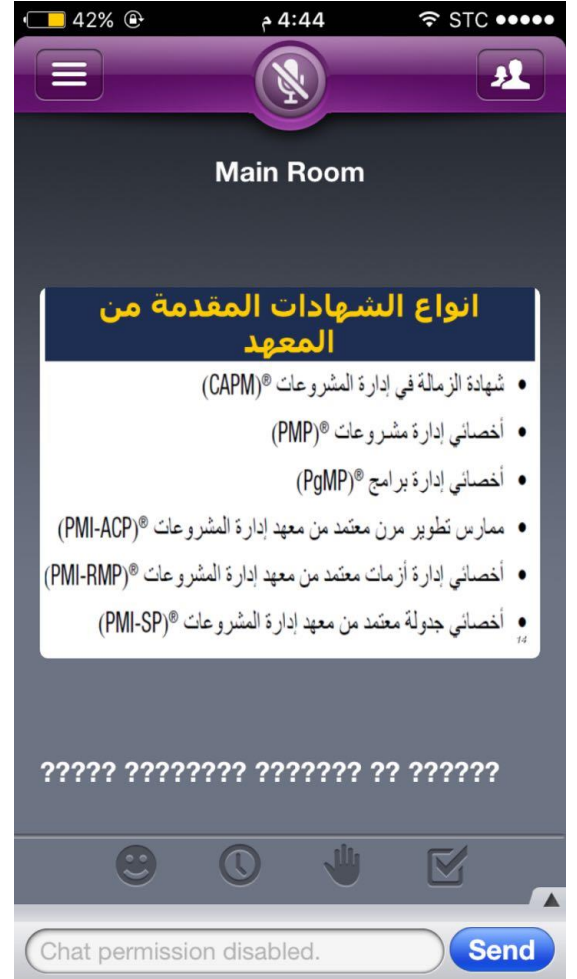 42% 4:44 م STC
Main Room
انواع الشهادات المقدمة من
المعهد
• شهادة الزمالة في إدارة المشروعات ®(CAPM)
• أخصائي إدارة مشروعات ®(PMP)
• أخصائي إدارة برامج ®(PgMP)
• ممارس تطوير مرن معتمد من معهد إدارة المشروعات ®(PMI-ACP)
• أخصائي إدارة أزمات معتمد من معهد إدارة المشروعات ®(PMI-RMP)
• أخصائي جدولة معتمد من معهد إدارة المشروعات ®(PMI-SP)
14
????? ???????? ??????? ?? ??????
Chat permission disabled. Send